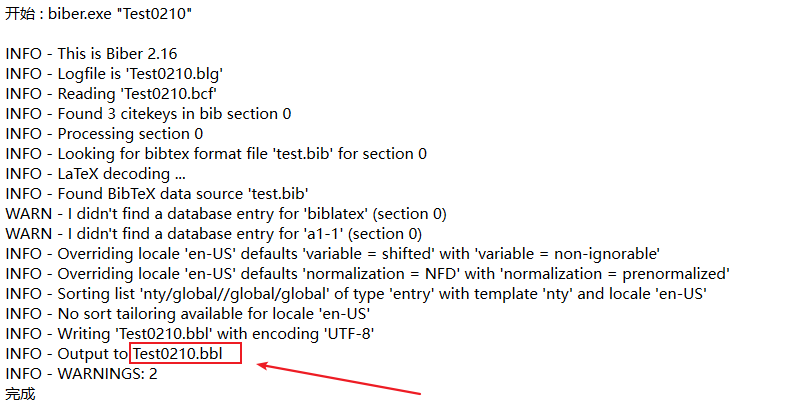 开始 : biber.exe "Test0210"
INFO - This is Biber 2.16
INFO - Logfile is 'Test0210.blg'
INFO - Reading 'Test0210.bcf'
INFO - Found 3 citekeys in bib section 0
INFO - Processing section 0
INFO - Looking for bibtex format file 'test.bib' for section 0
INFO - LaTeX decoding ...
INFO - Found BibTeX data source 'test.bib'
WARN - I didn't find a database entry for 'biblatex' (section 0)
WARN - I didn't find a database entry for 'a1-1' (section 0)
INFO - Overriding locale 'en-US' defaults 'variable = shifted' with 'variable = non-ignorable'
INFO - Overriding locale 'en-US' defaults 'normalization = NFD' with 'normalization = prenormalized'
INFO - Sorting list 'nty/global//global/global' of type 'entry' with template 'nty' and locale 'en-US'
INFO - No sort tailoring available for locale 'en-US'
INFO - Writing 'Test0210.bbl' with encoding 'UTF-8'
INFO - Output to Test0210.bbl
INFO - WARNINGS: 2
完成